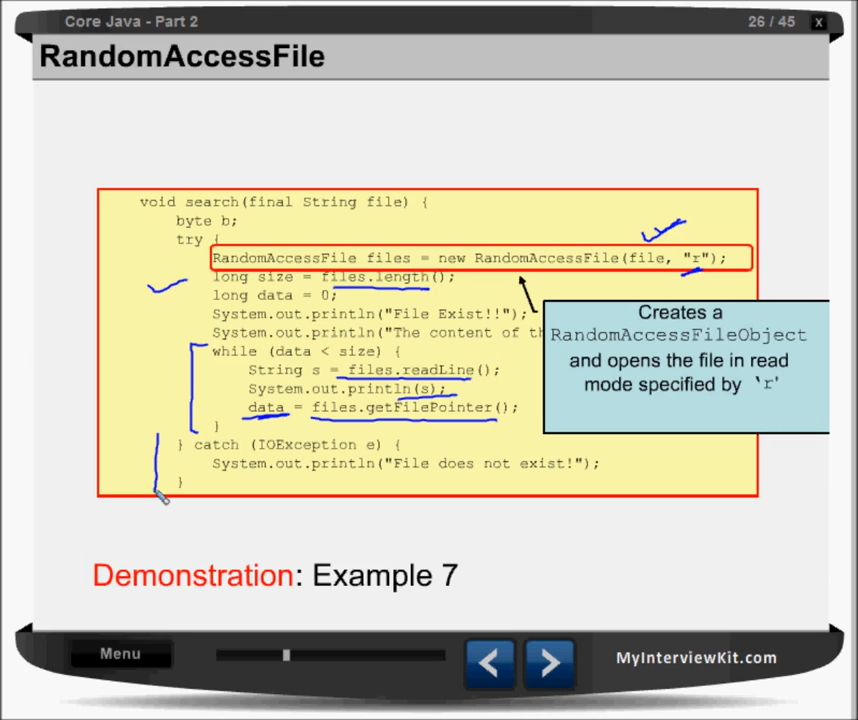 Core Java - Part 2
26 / 45
x
RandomAccessFile
void search(final String file) {
byte b;
try {
RandomAccessFile files = new RandomAccessFile(file, "r");
long size = files.length();
long data = 0;
System.out.println("File Exist!!");
System.out.println("The content of th
while (data < size) {
String s = files.readLine();
System.out.println(s);
data = files.getFilePointer();
}
} catch (IOException e) {
System.out.println("File does not exist!");
}
Creates a
RandomAccessFileObject
and opens the file in read
mode specified by ‘r'
Demonstration: Example 7
Menu
MyInterviewKit.com